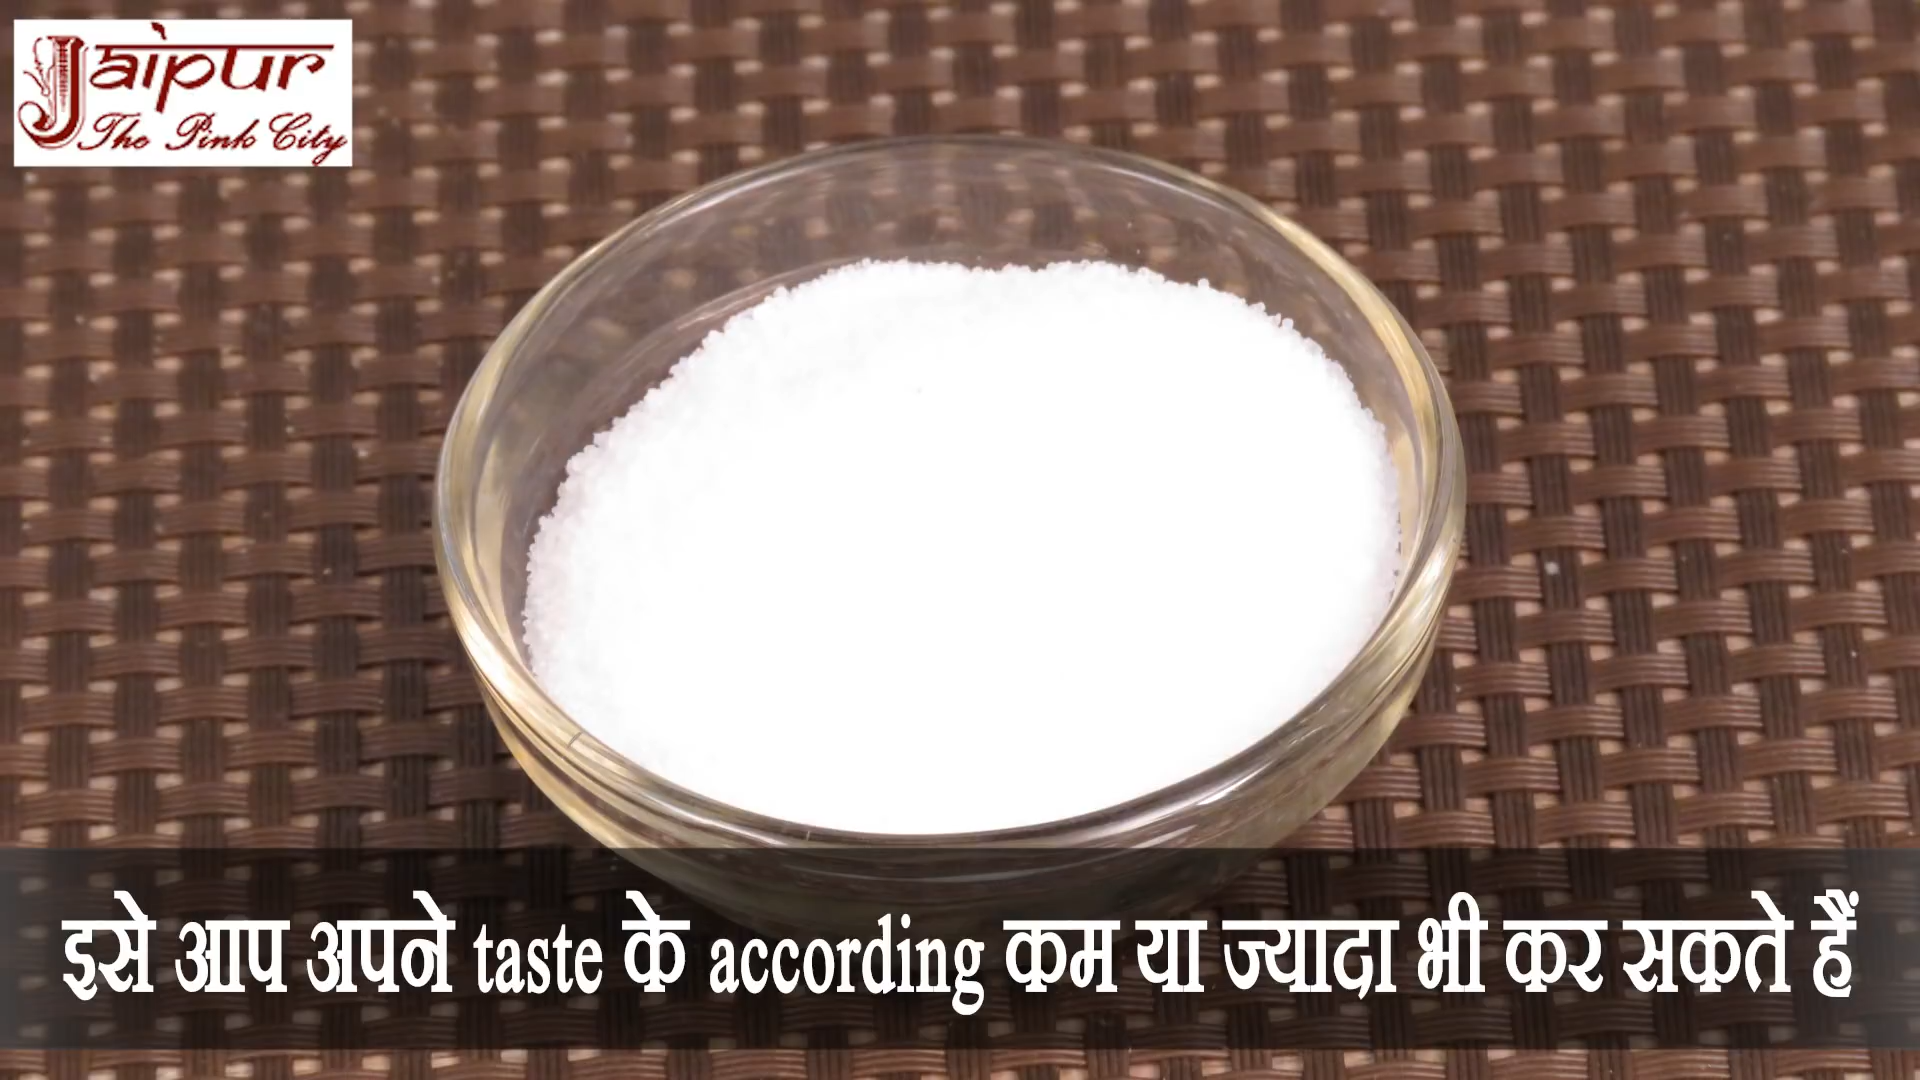 Jaipur
The Pink City
इसे आप अपने taste के according कम या ज्यादा भी कर सकते हैं